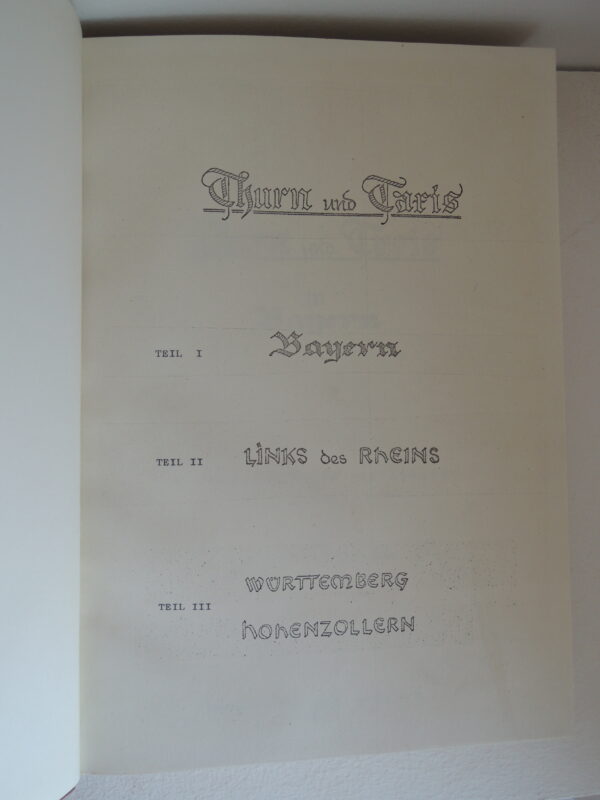 Thurn und Taxis
TEIL I Bayern
TEIL II LINKS des RHEINS
TEIL III WÜRTTEMBERG
HOHENZOLLERN